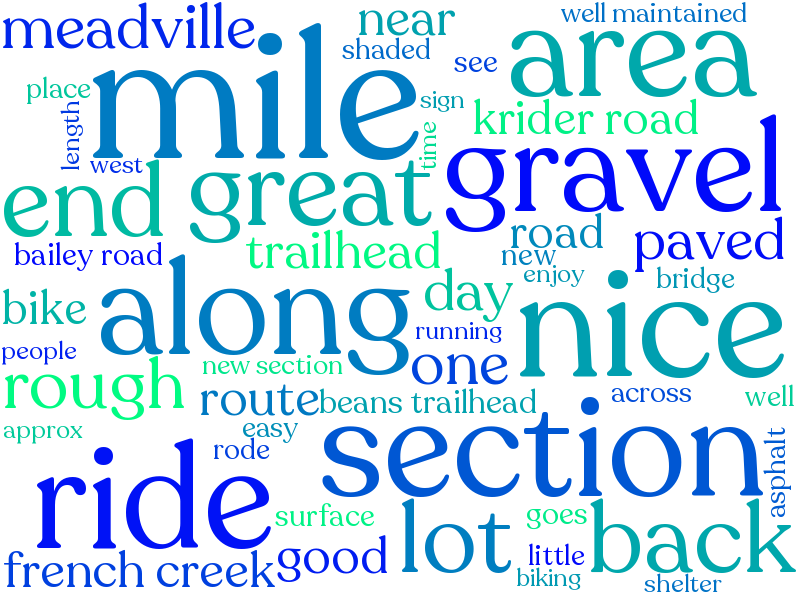 meadville
near
well maintained
mile
shaded
see
area
place
sign
krider road
length
west
time
gravel
end
great
road
paved
bailey road
trailhead
new
along
day
enjoy
bridge
bike
nice
people
running
one
rough
new section
route
beans trailhead
across
well
approx
easy
rode
section
asphalt
ride
surface
lot
goes
back
french creek
good
little
biking
shelter